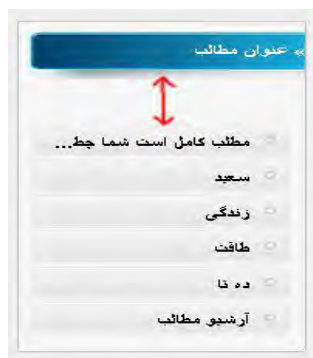 » عنوان مطالب
مطلب کامل است شما چط...
سعید
زندگی
طاقت
ده تا
آرشیو مطالب